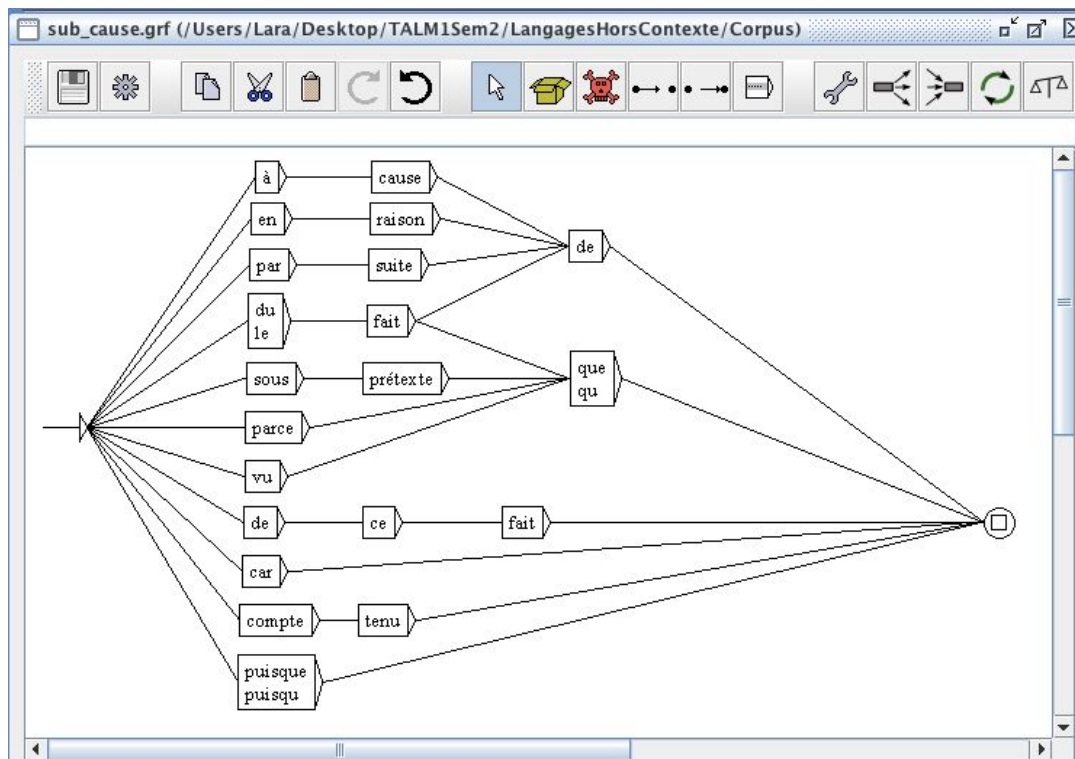 sub_cause.grf (/Users/Lara/Desktop/TALM1Sem2/LangagesHorsContexte/Corpus)
à cause
en raison
de
par suite
du
le
fait
que
qu
sous prétexte
parce
vu
de ce fait
car
compte tenu
puisque
puisqu